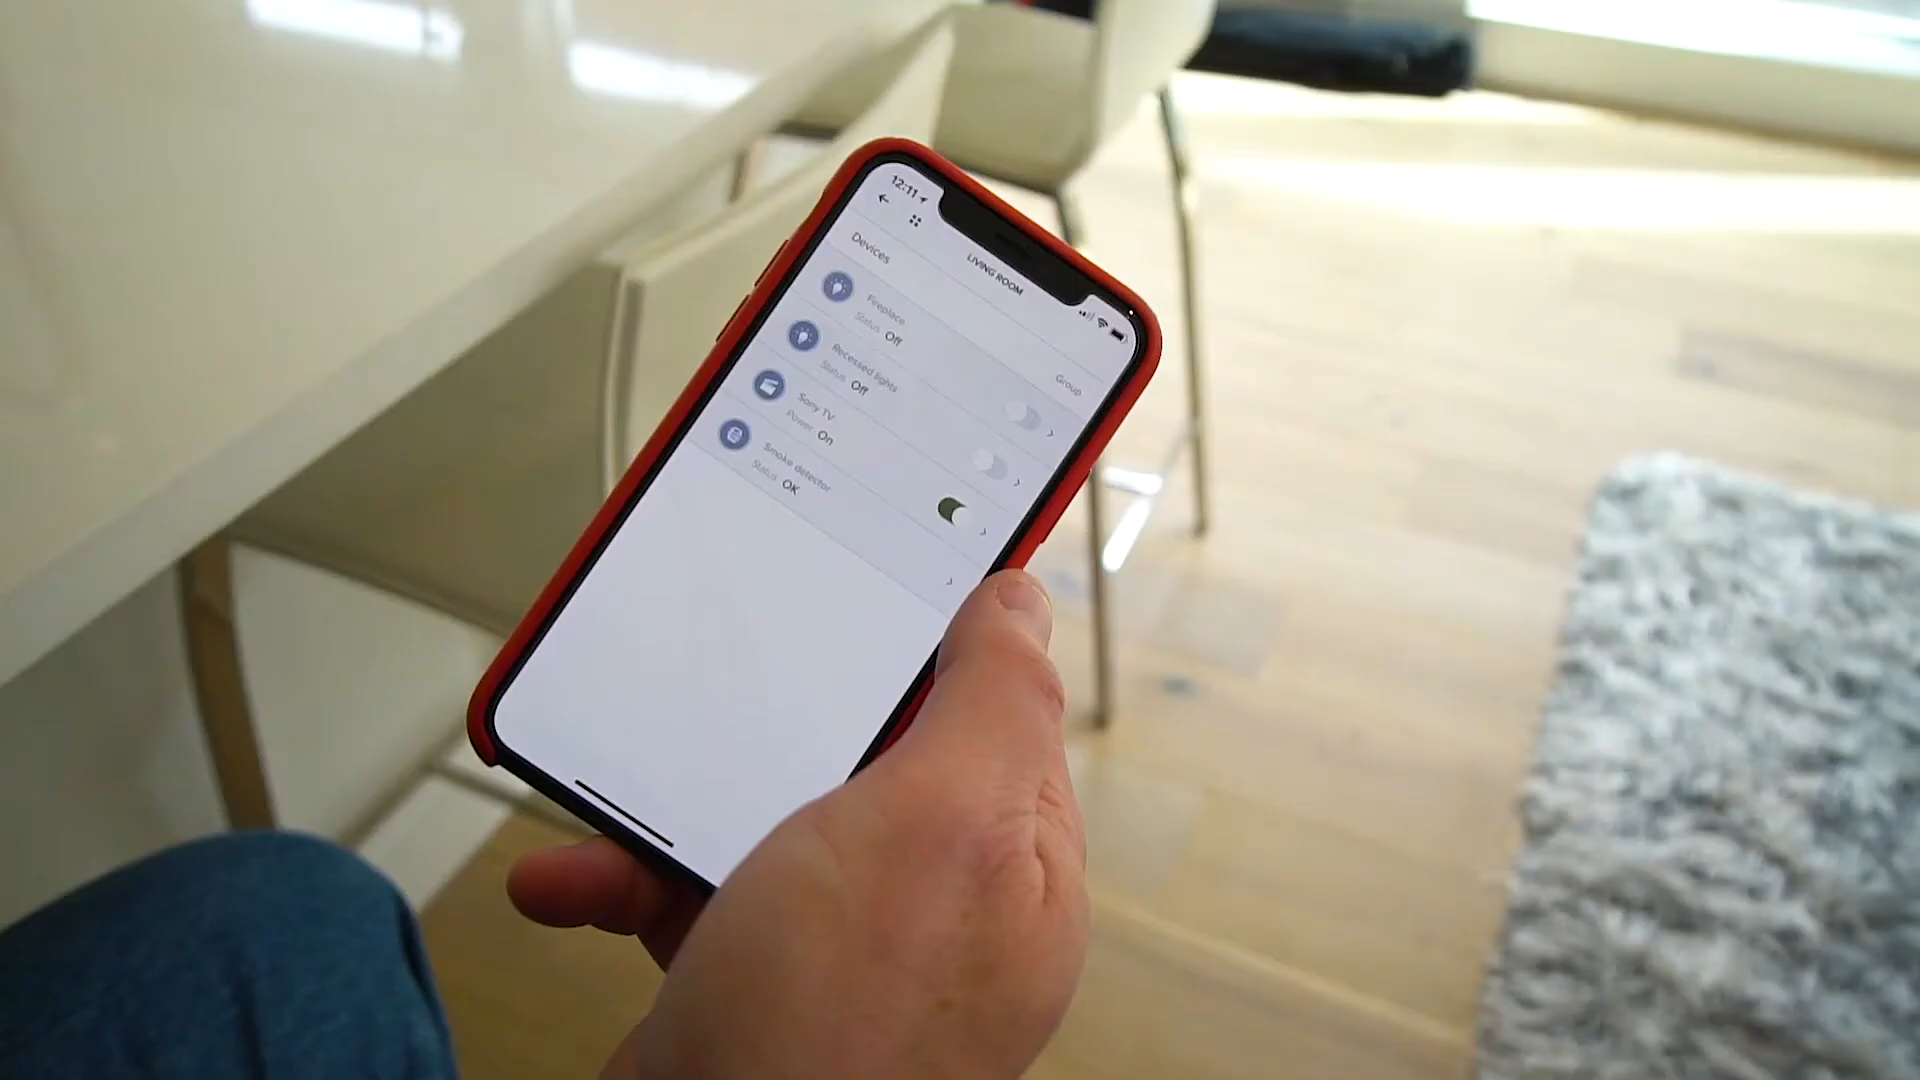 12:11
LIVING ROOM
Devices
Group
Fireplace
Status Off
Recessed lights
Status Off
Sony TV
Power On
Smoke detector
Status OK